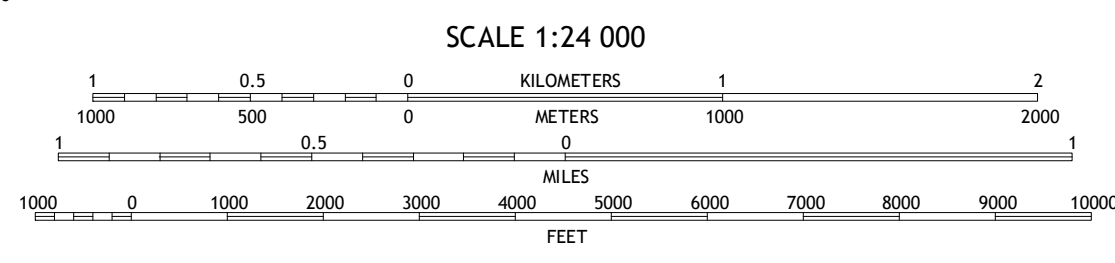 SCALE 1:24 000
1 0.5 0 KILOMETERS 1 2
1000 500 0 METERS 1000 2000
1 0.5 0 1
MILES
1000 0 1000 2000 3000 4000 5000 6000 7000 8000 9000 10000
FEET